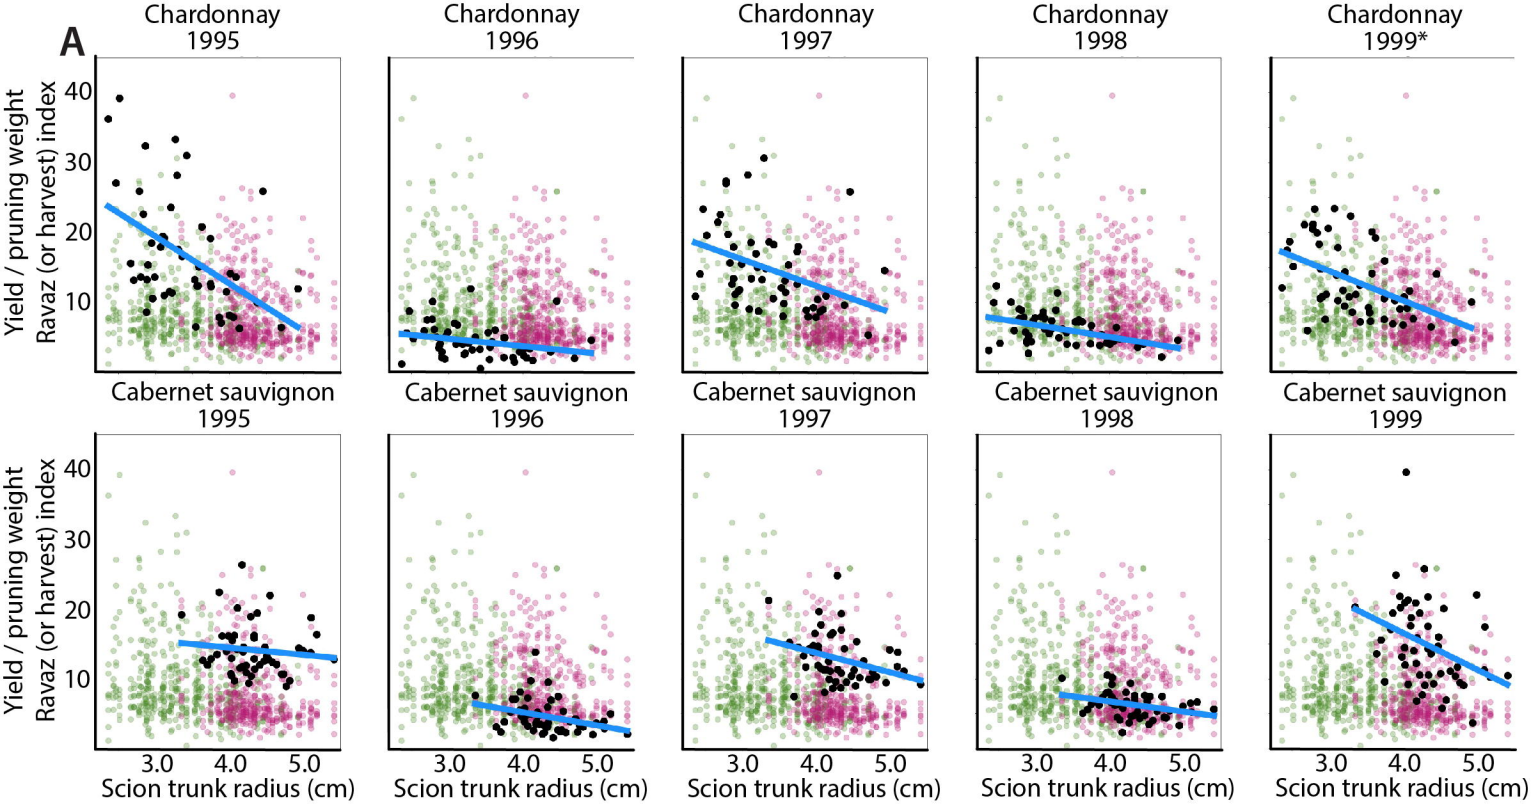 A
Chardonnay
1995
Chardonnay
1996
Chardonnay
1997
Chardonnay
1998
Chardonnay
1999*
Yield / pruning weight
Ravaz (or harvest) index
40
30
20
10
Cabernet sauvignon
1995
Cabernet sauvignon
1996
Cabernet sauvignon
1997
Cabernet sauvignon
1998
Cabernet sauvignon
1999
Yield / pruning weight
Ravaz (or harvest) index
40
30
20
10
3.0 4.0 5.0
Scion trunk radius (cm)
3.0 4.0 5.0
Scion trunk radius (cm)
3.0 4.0 5.0
Scion trunk radius (cm)
3.0 4.0 5.0
Scion trunk radius (cm)
3.0 4.0 5.0
Scion trunk radius (cm)